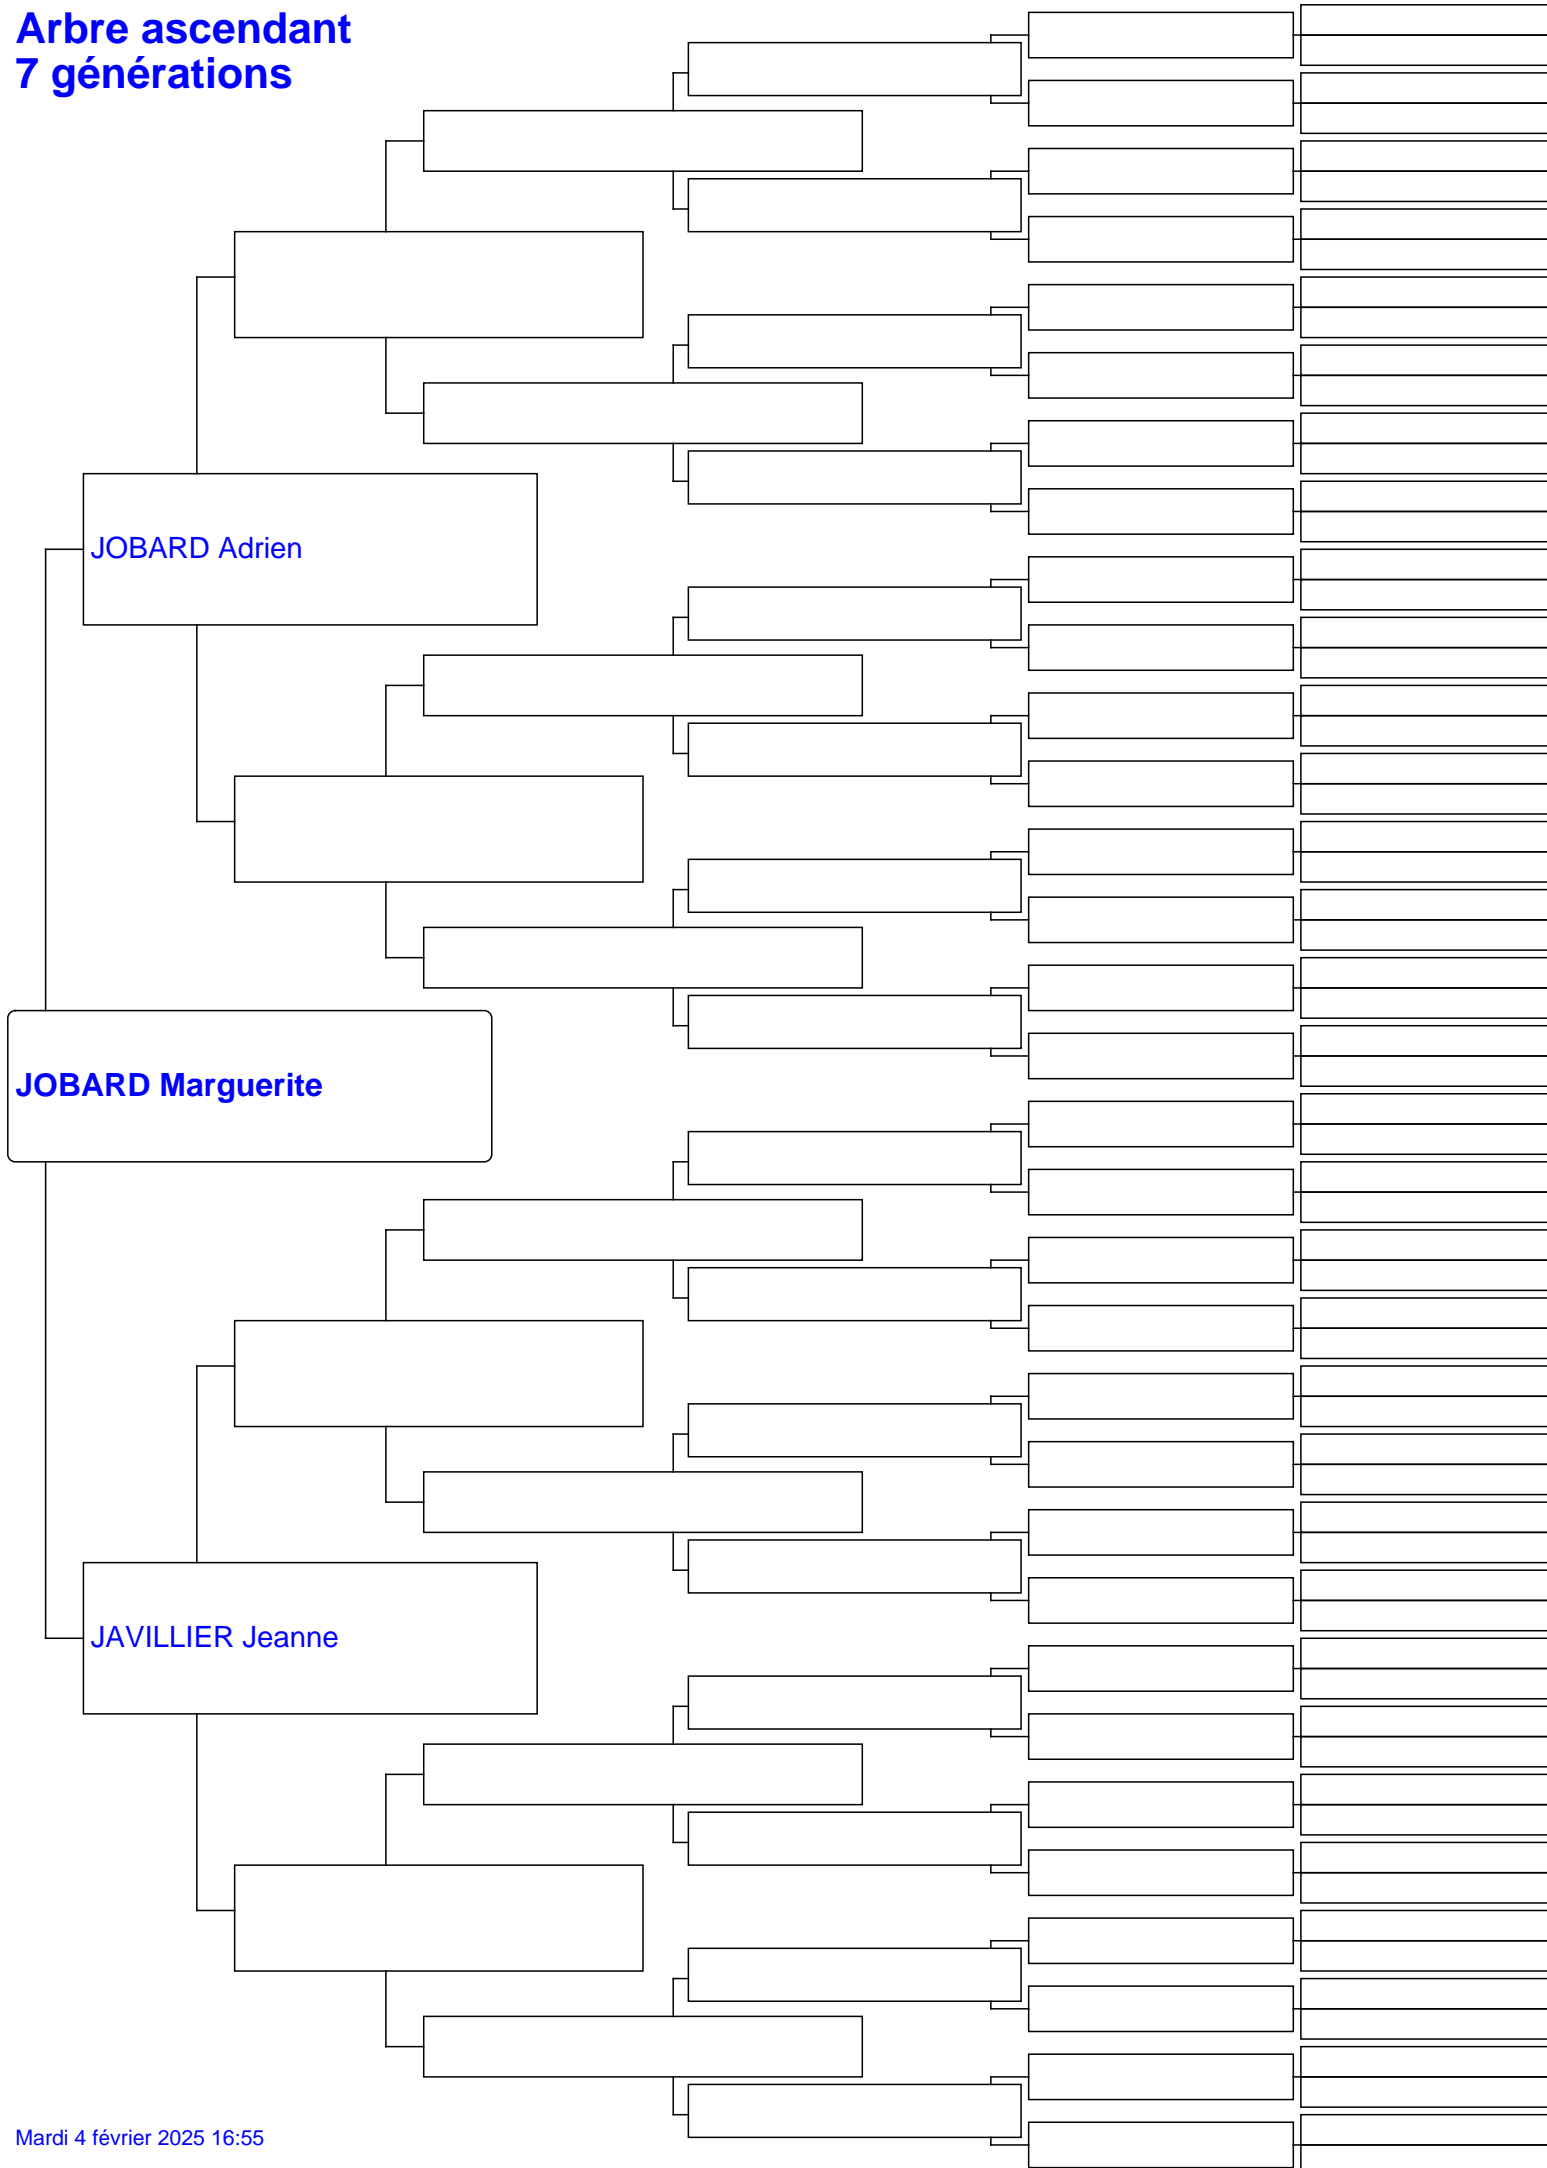 Arbre ascendant
7 générations
JOBARD Adrien
JOBARD Marguerite
JAVILLIER Jeanne
Mardi 4 février 2025 16:55